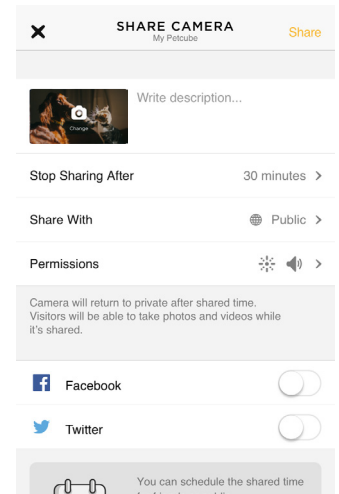 SHARE CAMERA
My Petcube
Share
Change
Write description...
Stop Sharing After
30 minutes
Share With
Public
Permissions
Camera will return to private after shared time.
Visitors will be able to take photos and videos while
it's shared.
Facebook
Twitter
You can schedule the shared time